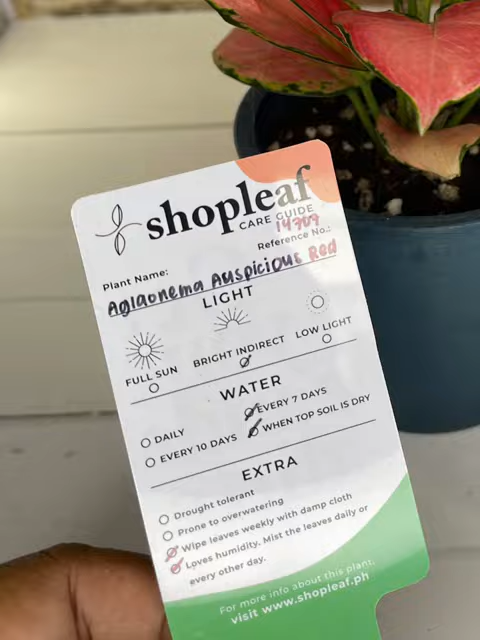 shopleaf
CARE GUIDE
14709
Reference No.:
Plant Name:
Aglaonema Auspicious Red
LIGHT
FULL SUN
BRIGHT INDIRECT
LOW LIGHT
WATER
DAILY
EVERY 7 DAYS
EVERY 10 DAYS
WHEN TOP SOIL IS DRY
EXTRA
Drought tolerant
Prone to overwatering
Wipe leaves weekly with damp cloth
Loves humidity. Mist the leaves daily or
every other day.
For more info about this plant,
visit www.shopleaf.ph